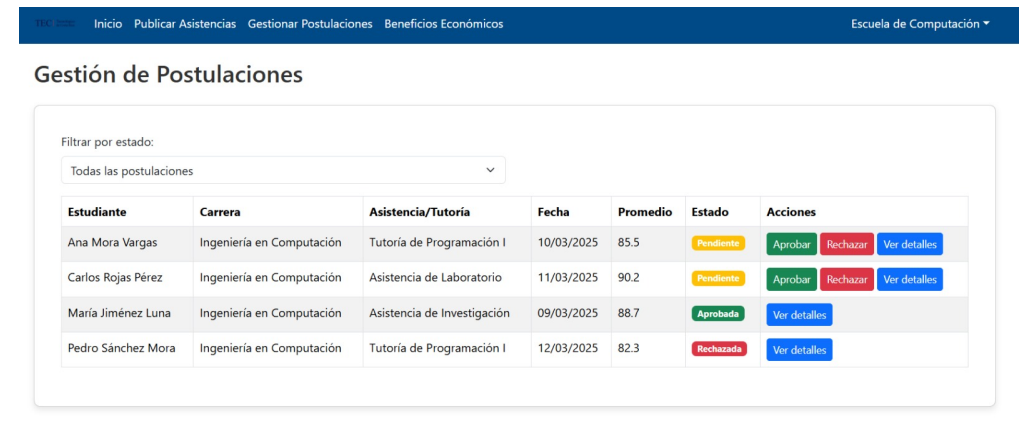 TEC Inicio Publicar Asistencias Gestionar Postulaciones Beneficios Económicos Escuela de Computación
Gestión de Postulaciones
Filtrar por estado:
Todas las postulaciones
Estudiante Carrera Asistencia/Tutoría Fecha Promedio Estado Acciones
Ana Mora Vargas Ingeniería en Computación Tutoría de Programación I 10/03/2025 85.5 Pendiente Aprobar Rechazar Ver detalles
Carlos Rojas Pérez Ingeniería en Computación Asistencia de Laboratorio 11/03/2025 90.2 Pendiente Aprobar Rechazar Ver detalles
María Jiménez Luna Ingeniería en Computación Asistencia de Investigación 09/03/2025 88.7 Aprobada Ver detalles
Pedro Sánchez Mora Ingeniería en Computación Tutoría de Programación I 12/03/2025 82.3 Rechazada Ver detalles